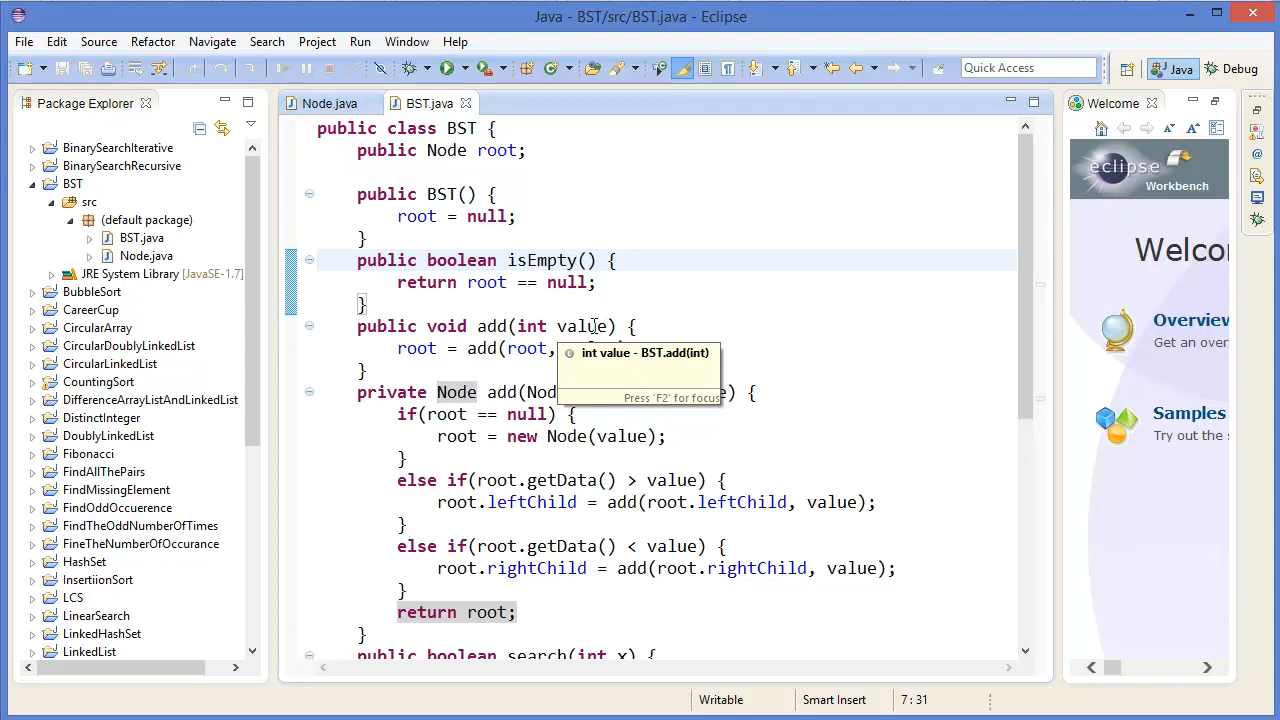 Java - BST/src/BST.java - Eclipse
File Edit Source Refactor Navigate Search Project Run Window Help
Quick Access
Java
Debug
Package Explorer
BinarySearchIterative
BinarySearchRecursive
BST
src
(default package)
BST.java
Node.java
JRE System Library [JavaSE-1.7]
BubbleSort
CareerCup
CircularArray
CircularDoublyLinkedList
CircularLinkedList
CountingSort
DifferenceArrayListAndLinkedList
DistinctInteger
DoublyLinkedList
Fibonacci
FindAllThePairs
FindMissingElement
FindOddOccuerence
FindTheOddNumberOfTimes
FineTheNumberOfOccurance
HashSet
InsertiionSort
LCS
LinearSearch
LinkedHashSet
LinkedList
Node.java
BST.java
public class BST {
public Node root;
public BST() {
root = null;
}
public boolean isEmpty() {
return root == null;
}
public void add(int value) {
root = add(root,
}
private Node add(Nod
) {
if(root == null) {
root = new Node(value);
}
else if(root.getData() > value) {
root.leftChild = add(root.leftChild, value);
}
else if(root.getData() < value) {
root.rightChild = add(root.rightChild, value);
}
return root;
}
public boolean search(int x) {
int value - BST.add(int)
Press 'F2' for focus
Welcome
eclipse
Workbench
Welcom
Overview
Get an over
Samples
Try out the
Writable
Smart Insert
7 : 31